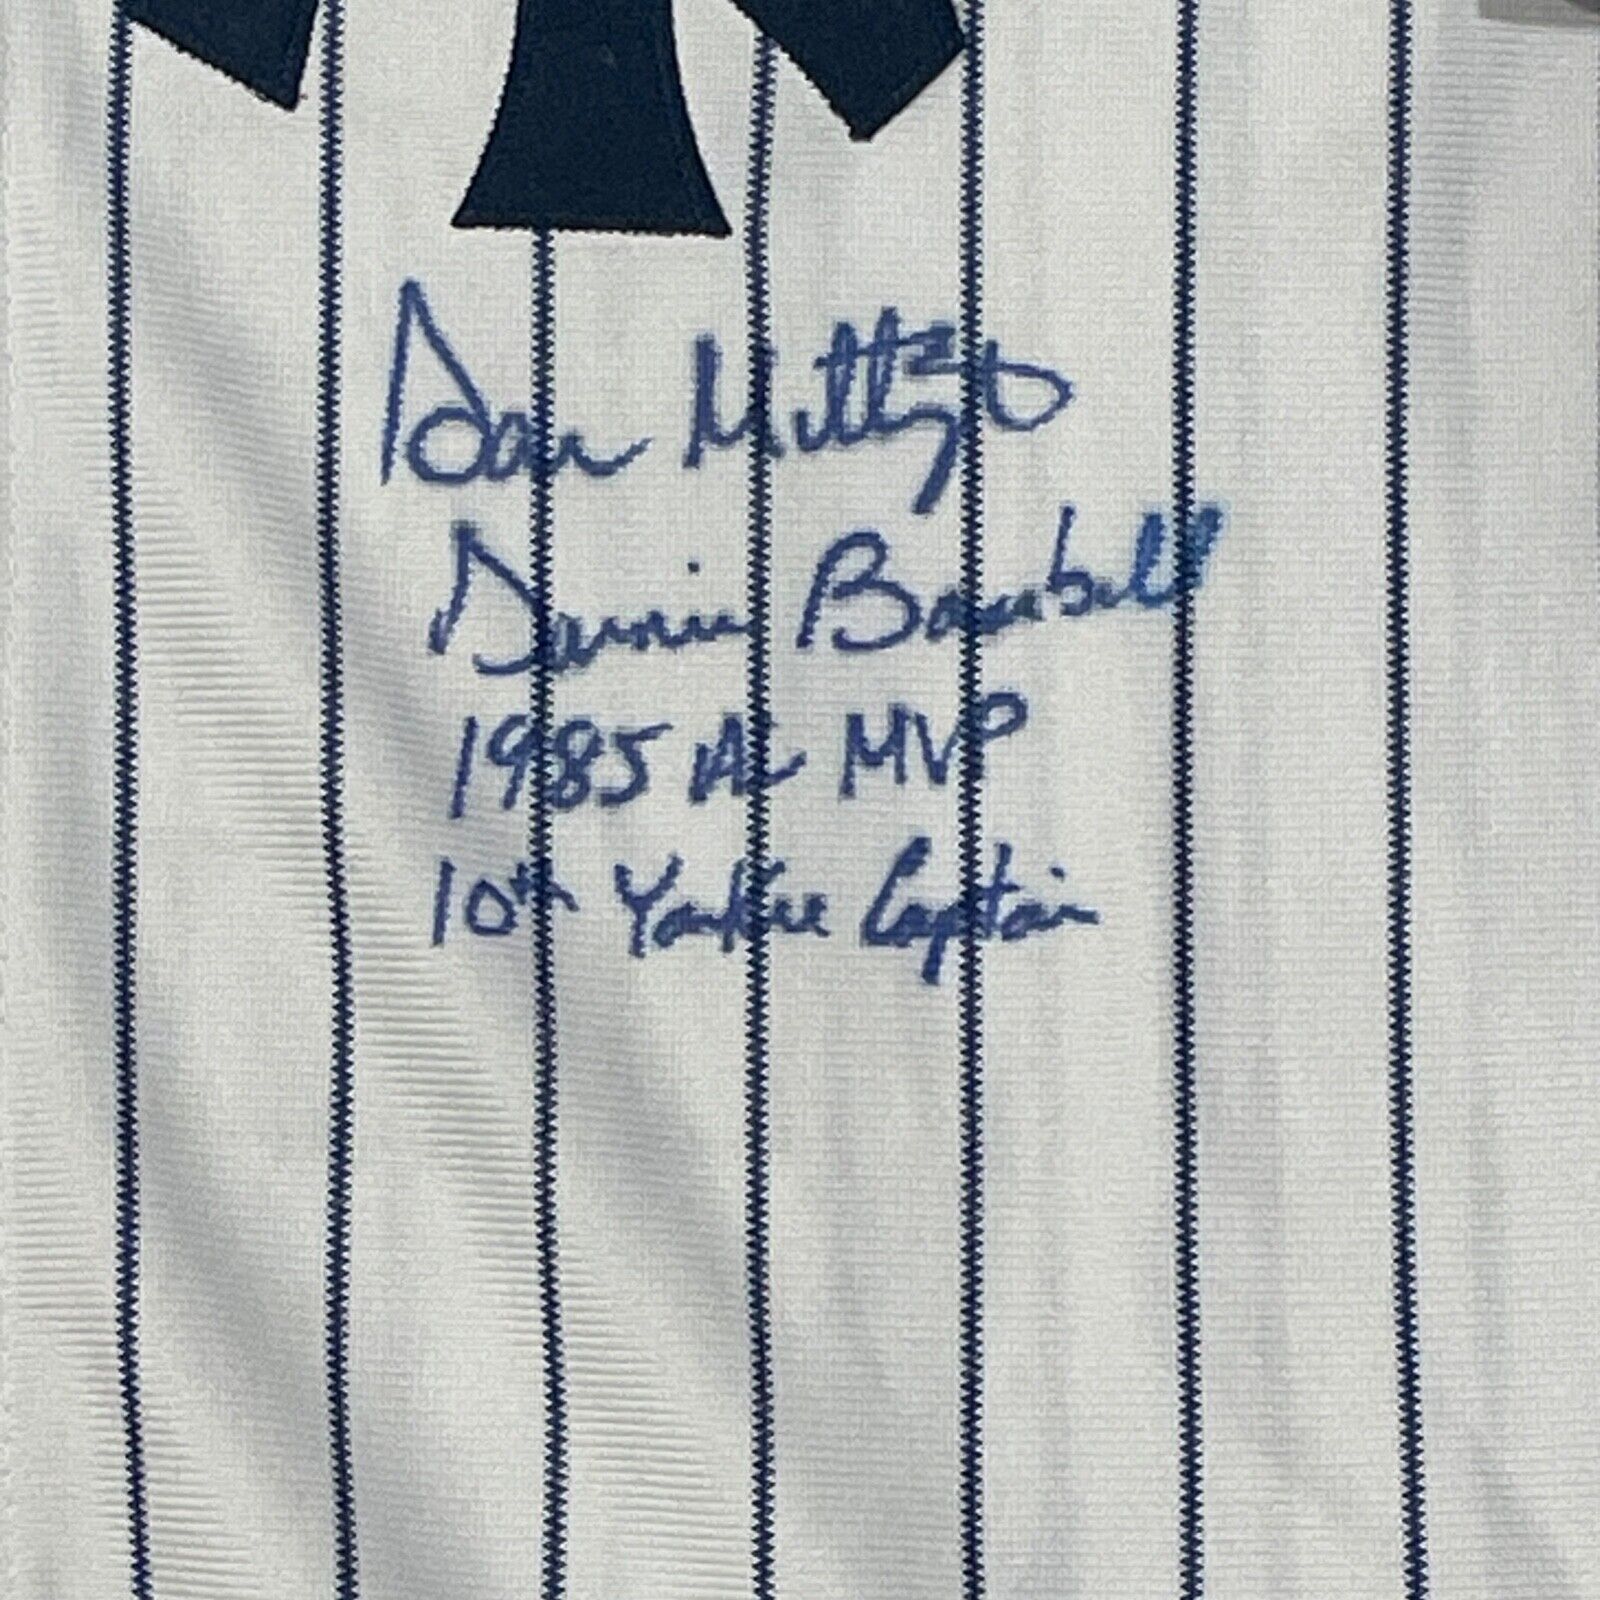 Don Mattingly
Donnie Baseball
1985 AL MVP
10th Yankee Captain